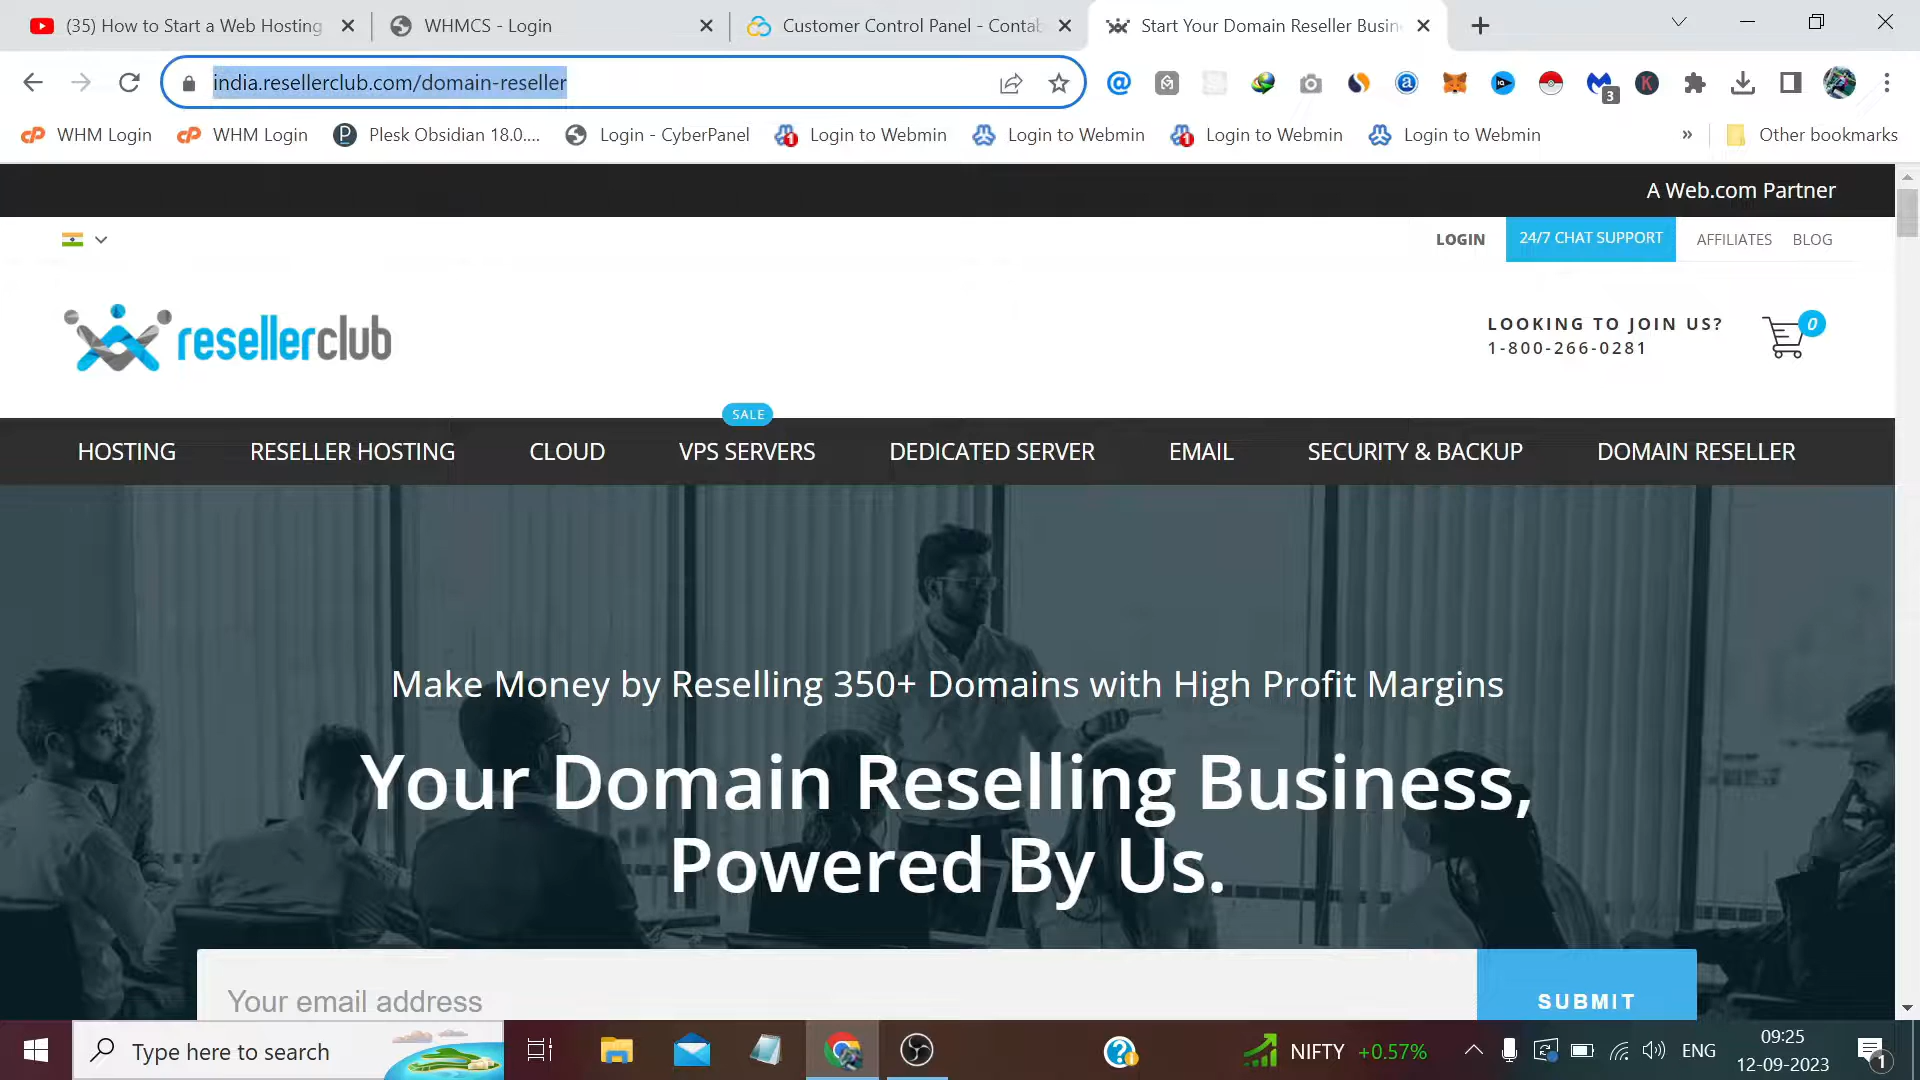 (35) How to Start a Web Hosting
WHMCS - Login
Customer Control Panel - Contab
Start Your Domain Reseller Busin
india.resellerclub.com/domain-reseller
3
WHM Login
WHM Login
Plesk Obsidian 18.0....
Login - CyberPanel
Login to Webmin
Login to Webmin
Login to Webmin
Login to Webmin
»
Other bookmarks
A Web.com Partner
LOGIN
24/7 CHAT SUPPORT
AFFILIATES
BLOG
resellerclub
LOOKING TO JOIN US?
1-800-266-0281
0
SALE
HOSTING
RESELLER HOSTING
CLOUD
VPS SERVERS
DEDICATED SERVER
EMAIL
SECURITY & BACKUP
DOMAIN RESELLER
Make Money by Reselling 350+ Domains with High Profit Margins
Your Domain Reselling Business,
Powered By Us.
Your email address
SUBMIT
Type here to search
NIFTY +0.57%
ENG
09:25
12-09-2023
1